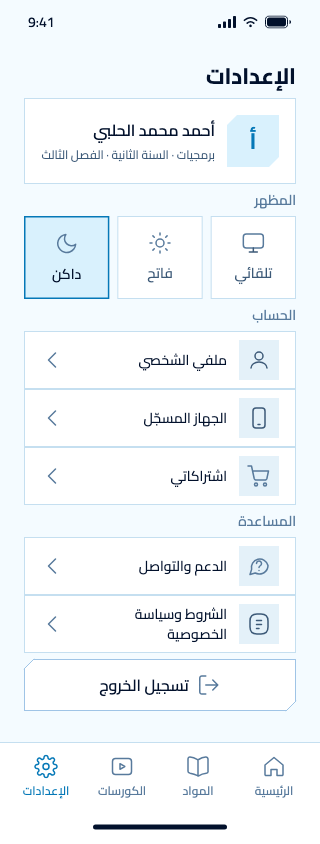 9:41
الإعدادات
أ
أحمد محمد الحلبي
برمجيات · السنة الثانية · الفصل الثالث
المظهر
تلقائي
فاتح
داكن
الحساب
ملفي الشخصي
الجهاز المسجّل
اشتراكاتي
المساعدة
الدعم والتواصل
الشروط وسياسة
الخصوصية
تسجيل الخروج
الرئيسية
المواد
الكورسات
الإعدادات